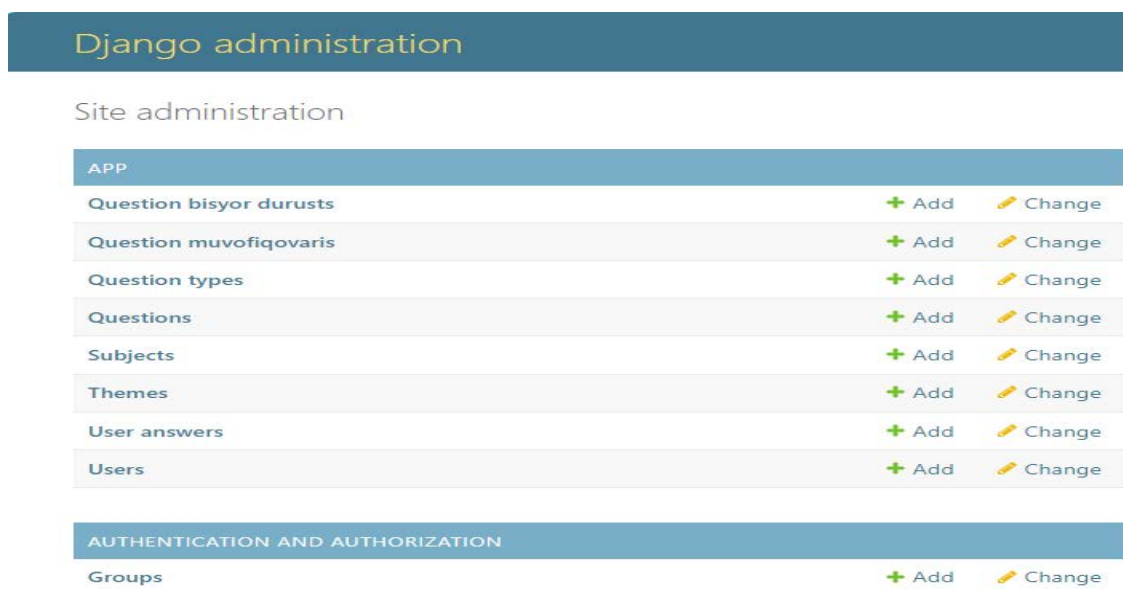 Django administration
Site administration
APP
Question bisyor durusts + Add Change
Question muvofiqovaris + Add Change
Question types + Add Change
Questions + Add Change
Subjects + Add Change
Themes + Add Change
User answers + Add Change
Users + Add Change
AUTHENTICATION AND AUTHORIZATION
Groups + Add Change